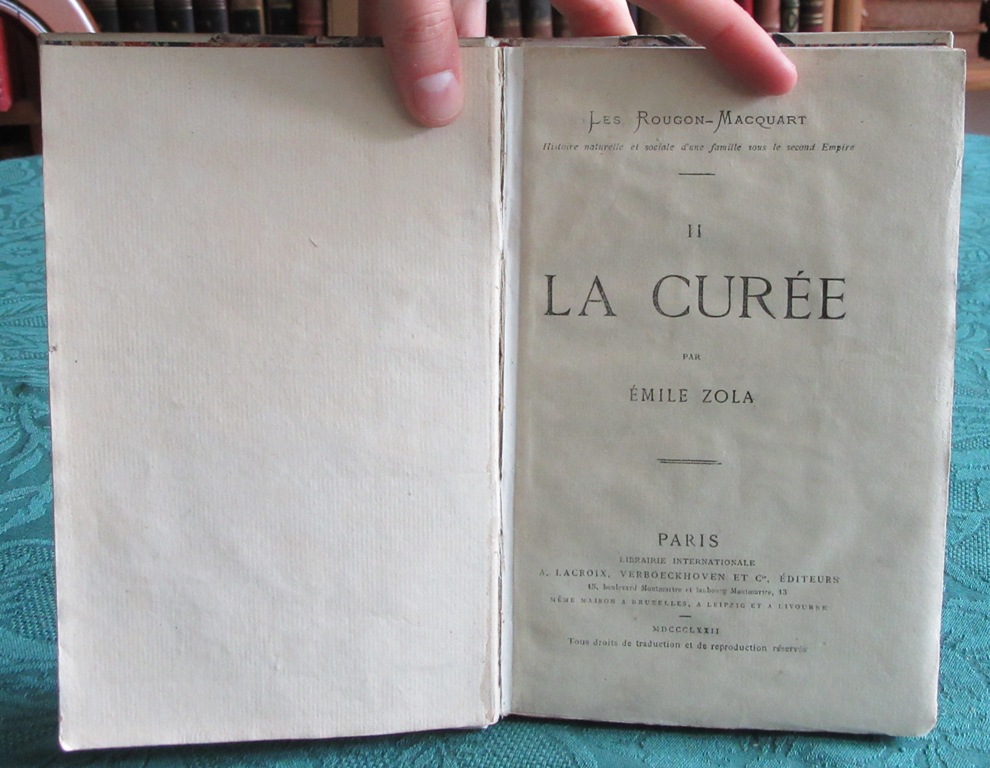 LES ROUGON-MACQUART
Histoire naturelle et sociale d'une famille sous le second Empire
II
LA CURÉE
PAR
ÉMILE ZOLA
PARIS
LIBRAIRIE INTERNATIONALE
A. LACROIX, VERBOECKHOVEN ET Cie, ÉDITEURS
15, boulevard Montmartre et faubourg Montmartre, 13
MÊME MAISON A BRUXELLES, A LEIPZIG ET A LIVOURNE
MDCCCLXXII
Tous droits de traduction et de reproduction réservés